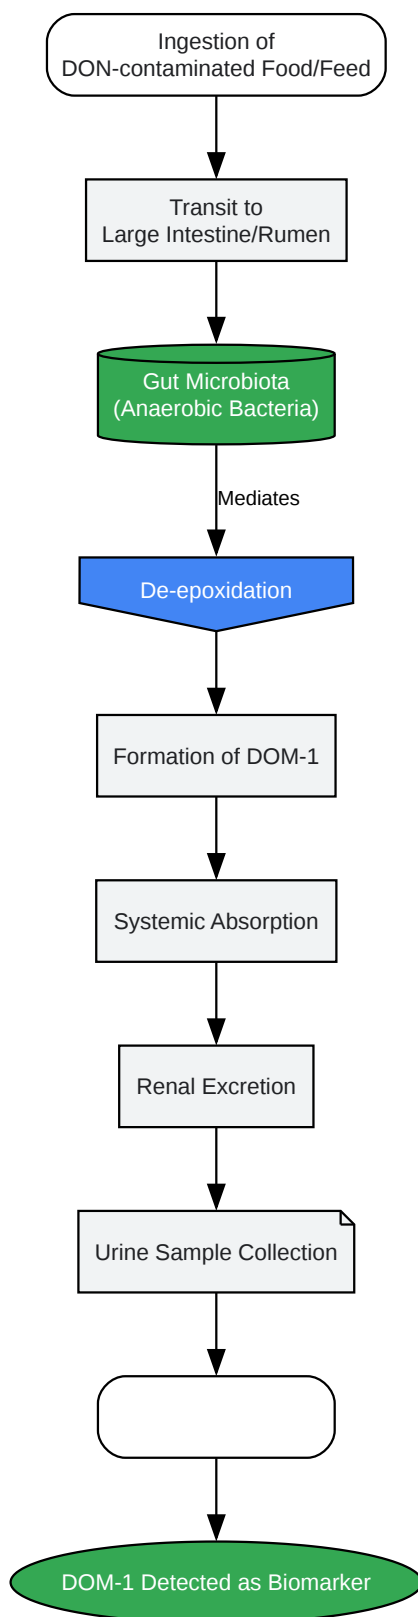 Ingestion of
DON-contaminated Food/Feed
Transit to
Large Intestine/Rumen
Gut Microbiota
(Anaerobic Bacteria)
Mediates
De-epoxidation
Formation of DOM-1
Systemic Absorption
Renal Excretion
Urine Sample Collection
DOM-1 Detected as Biomarker